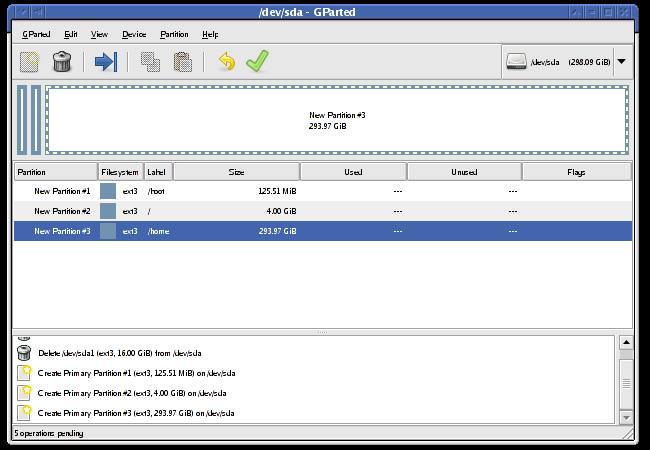 /dev/sda - GParted
GParted Edit View Device Partition Help
/dev/sda (298.09 GiB)
New Partition #3
293.97 GiB
Partition Filesystem Label Size Used Unused Flags
New Partition #1 ext3 /boot 125.51 MiB --- ---
New Partition #2 ext3 / 4.00 GiB --- ---
New Partition #3 ext3 /home 293.97 GiB --- ---
Delete /dev/sda1 (ext3, 16.00 GiB) from /dev/sda
Create Primary Partition #1 (ext3, 125.51 MiB) on /dev/sda
Create Primary Partition #2 (ext3, 4.00 GiB) on /dev/sda
Create Primary Partition #3 (ext3, 293.97 GiB) on /dev/sda
5 operations pending